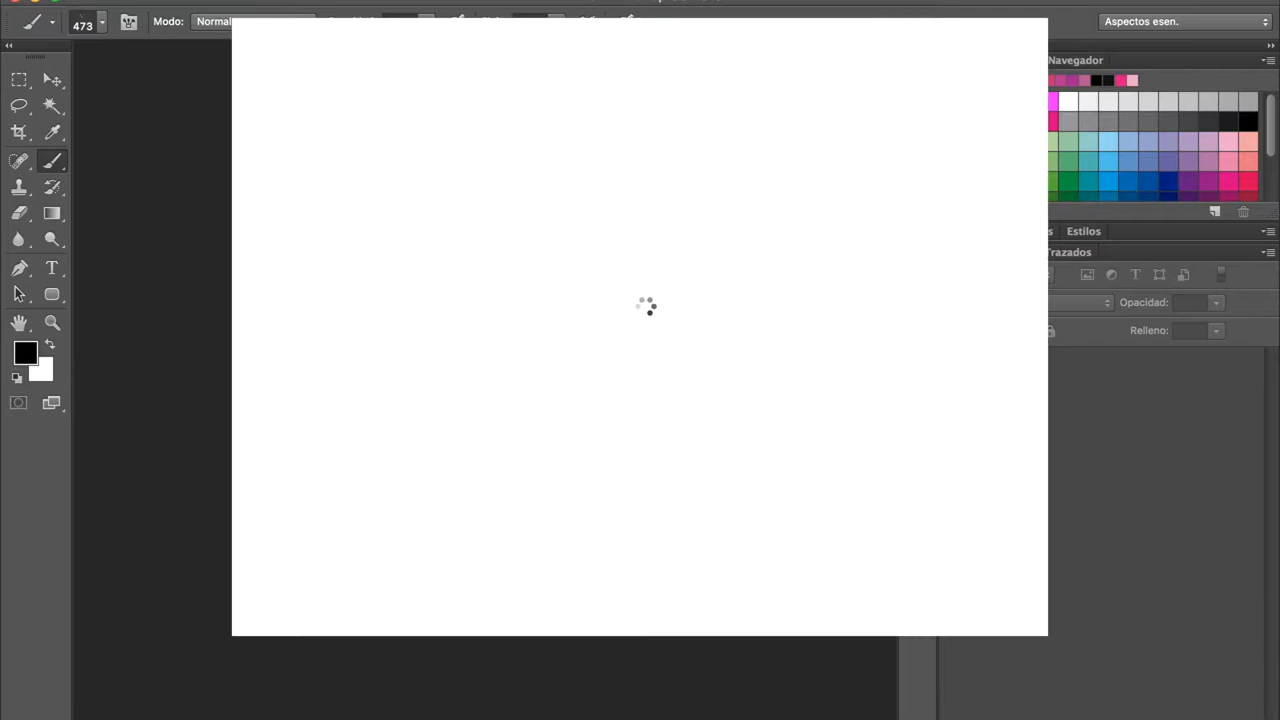 473
Modo:
Normal
Aspectos esen.
Navegador
Estilos
Trazados
Opacidad:
Relleno: